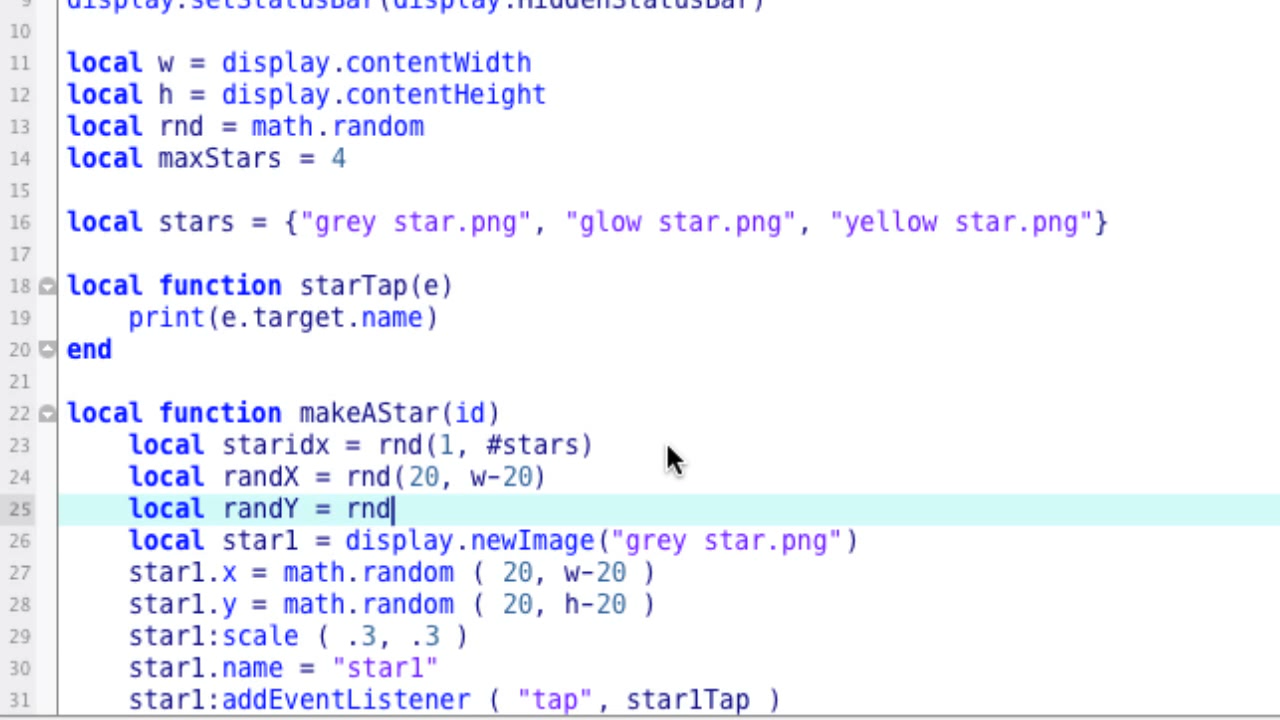 9 display.setStatusBar(display.HiddenStatusBar)
10
11 local w = display.contentWidth
12 local h = display.contentHeight
13 local rnd = math.random
14 local maxStars = 4
15
16 local stars = {"grey star.png", "glow star.png", "yellow star.png"}
17
18 local function starTap(e)
19     print(e.target.name)
20 end
21
22 local function makeAStar(id)
23     local staridx = rnd(1, #stars)
24     local randX = rnd(20, w-20)
25     local randY = rnd
26     local star1 = display.newImage("grey star.png")
27     star1.x = math.random ( 20, w-20 )
28     star1.y = math.random ( 20, h-20 )
29     star1:scale ( .3, .3 )
30     star1.name = "star1"
31     star1:addEventListener ( "tap", star1Tap )